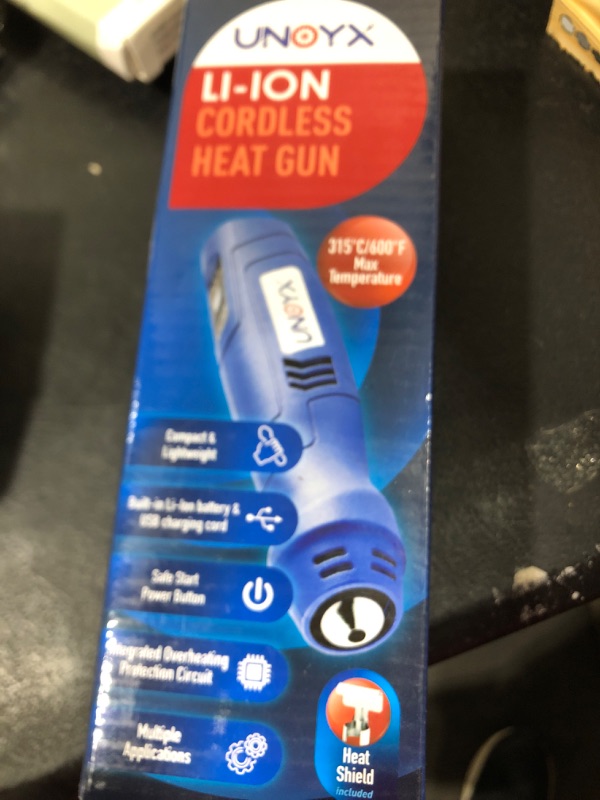 UNOYX
LI-ION
CORDLESS
HEAT GUN
315°C/600°F
Max
Temperature
UNOYX
Compact &
Lightweight
Built-in Li-Ion battery &
USB charging cord
Safe Start
Power Button
Integrated Overheating
Protection Circuit
Multiple
Applications
Heat
Shield
included